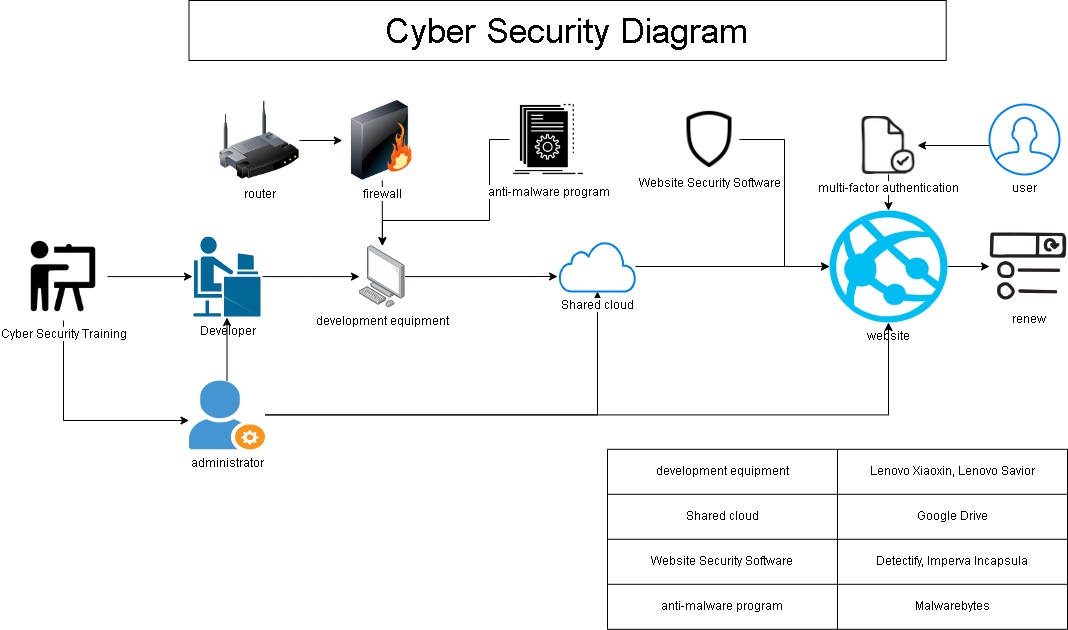 Cyber Security Diagram
router
firewall
anti-malware program
Website Security Software
multi-factor authentication
user
Cyber Security Training
Developer
development equipment
Shared cloud
website
renew
administrator
development equipment
Lenovo Xiaoxin, Lenovo Savior
Shared cloud
Google Drive
Website Security Software
Detectify, Imperva Incapsula
anti-malware program
Malwarebytes